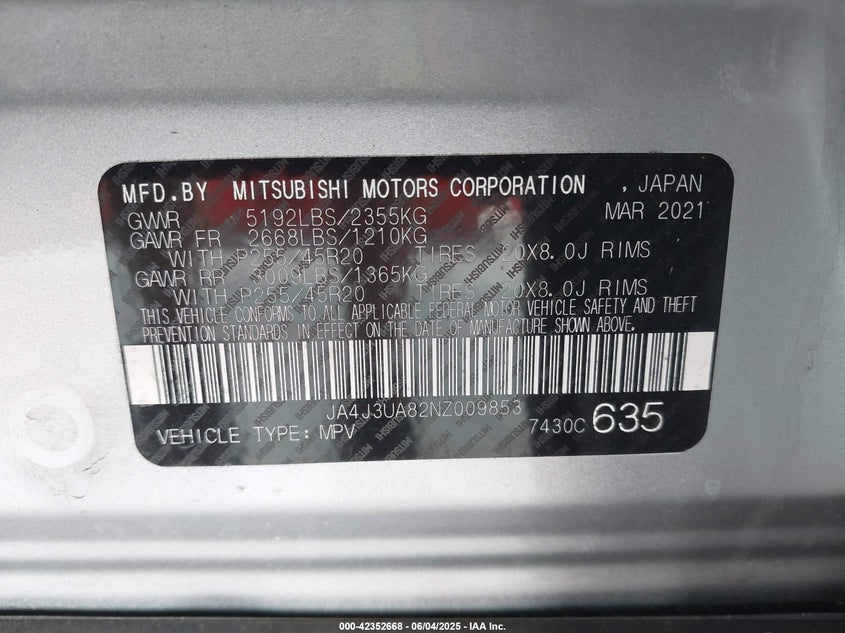 MFD.BY MITSUBISHI MOTORS CORPORATION , JAPAN
GWWR 5192LBS/2355KG MAR 2021
GAWR FR 2668LBS/1210KG
WITH P255/45R20 TIRES 20X8.0J RIMS
GAWR RR 3009LBS/1365KG
WITH P255/45R20 TIRES 20X8.0J RIMS
THIS VEHICLE CONFORMS TO ALL APPLICABLE FEDERAL MOTOR VEHICLE SAFETY AND THEFT
PREVENTION STANDARDS IN EFFECT ON THE DATE OF MANUFACTURE SHOWN ABOVE.
JA4J3UA82NZ009853
VEHICLE TYPE: MPV 7430C 635
000-42352668 - 06/04/2025 - IAA Inc.